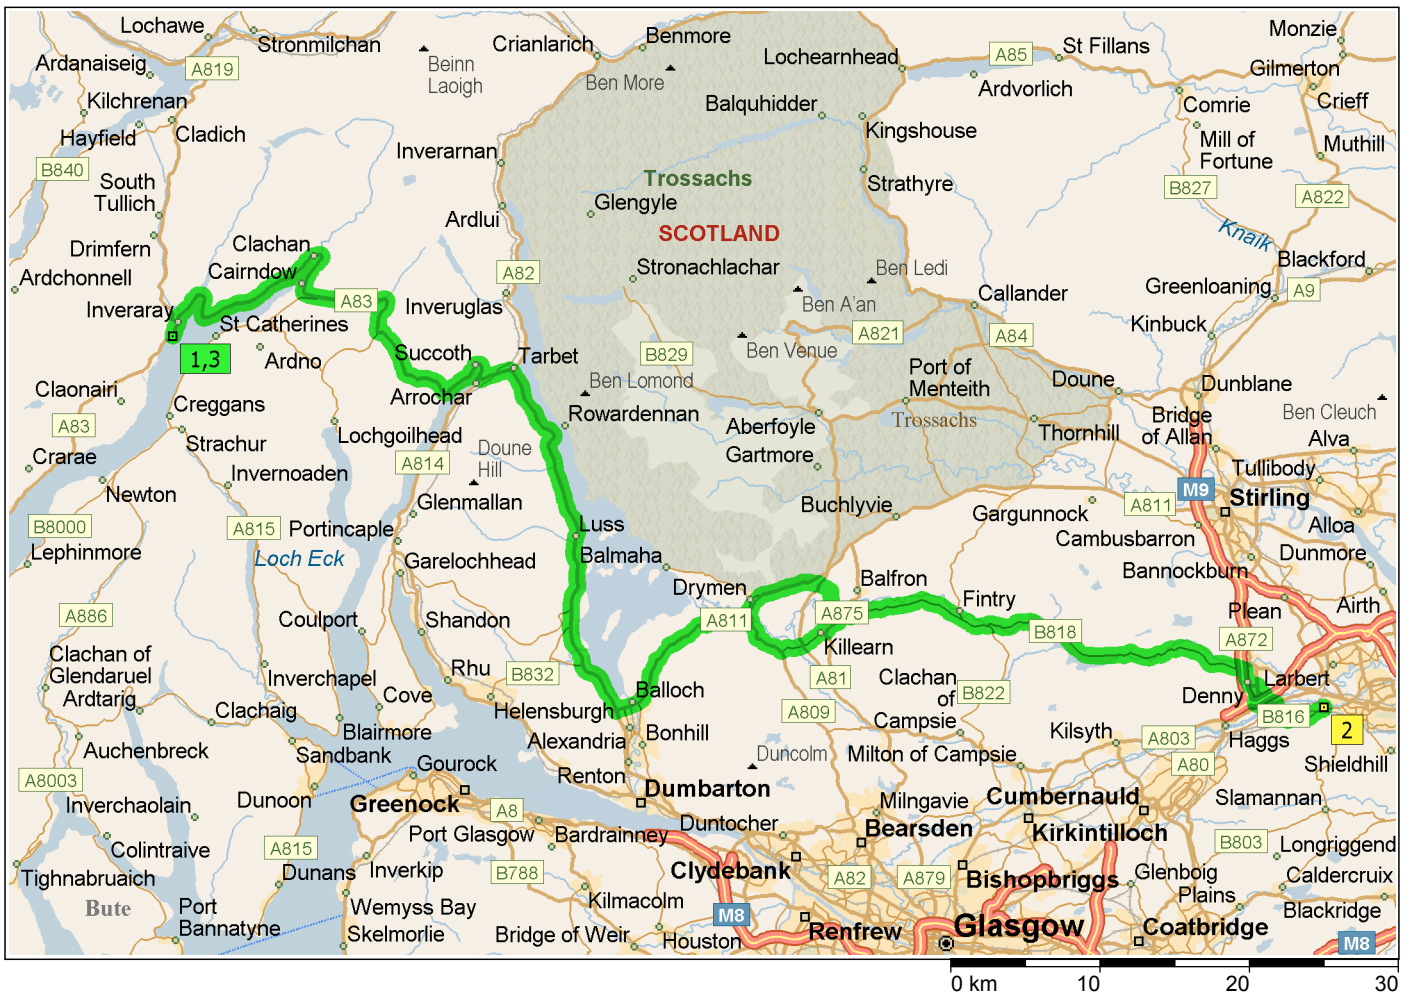 Lochawe
Stronmilchan
Crianlarich
Benmore
Lochearnhead
A85
St Fillans
Monzie
Ardanaiseig
A819
Beinn
Laoigh
Ben More
Ardvorlich
Gilmerton
Kilchrenan
Balquhidder
Comrie
Crieff
Hayfield
Cladich
Kingshouse
Mill of
Fortune
Muthill
B840
Inverarnan
Trossachs
Strathyre
B827
A822
South
Tullich
Glengyle
Ardlui
SCOTLAND
Knaik
Drimfern
Clachan
Cairndow
Ardchonnell
A82
Stronachlachar
Ben Ledi
Blackford
Inveraray
A83
Inveruglas
Ben A'an
Callander
Greenloaning
A9
St Catherines
A821
A84
Kinbuck
1,3
Ardno
Succoth
Tarbet
B829
Ben Venue
Port of
Menteith
Doune
Dunblane
Claonairi
Arrochar
Ben Lomond
Creggans
Rowardennan
Aberfoyle
Trossachs
Thornhill
Bridge
of Allan
Ben Cleuch
A83
Strachur
Lochgoilhead
Doune
Hill
Gartmore
Alva
Crarae
A814
Invernoaden
Tullibody
Newton
Glenmallan
Buchlyvie
M9
Stirling
Gargunnock
A811
B8000
A815
Portincaple
Luss
Cambusbarron
Alloa
Lephinmore
Loch Eck
Garelochhead
Balmaha
Dunmore
Bannockburn
Drymen
Balfron
A886
Coulport
Shandon
A811
A875
Fintry
Plean
Airth
B818
A872
Clachan of
Glendaruel
Killearn
Ardtarig
Inverchapel
Rhu
B832
A81
Clachan
of
Campsie
B822
Larbert
Denny
Cove
Balloch
Clachaig
Helensburgh
A809
B816
2
Blairmore
Alexandria
Bonhill
Kilsyth
A803
Haggs
Auchenbreck
Sandbank
Duncolm
Milton of Campsie
A80
Shieldhill
Gourock
Renton
A8003
Inverchaolain
Dunoon
Greenock
A8
Dumbarton
Milngavie
Cumbernauld
Slamannan
Port Glasgow
Bardrainney
Duntocher
Bearsden
Kirkintilloch
B803
Longriggend
Colintraive
A815
Inverkip
B788
Clydebank
A82
A879
Bishopbriggs
Glenboig
Caldercruix
Tighnabruaich
Dunans
Plains
Bute
Port
Bannatyne
Wemyss Bay
Kilmacolm
M8
Blackridge
Skelmorlie
Bridge of Weir
Houston
Renfrew
Glasgow
Coatbridge
M8
0 km
10
20
30